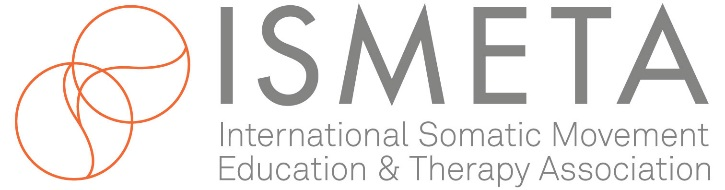 ISMETA
International Somatic Movement
Education & Therapy Association